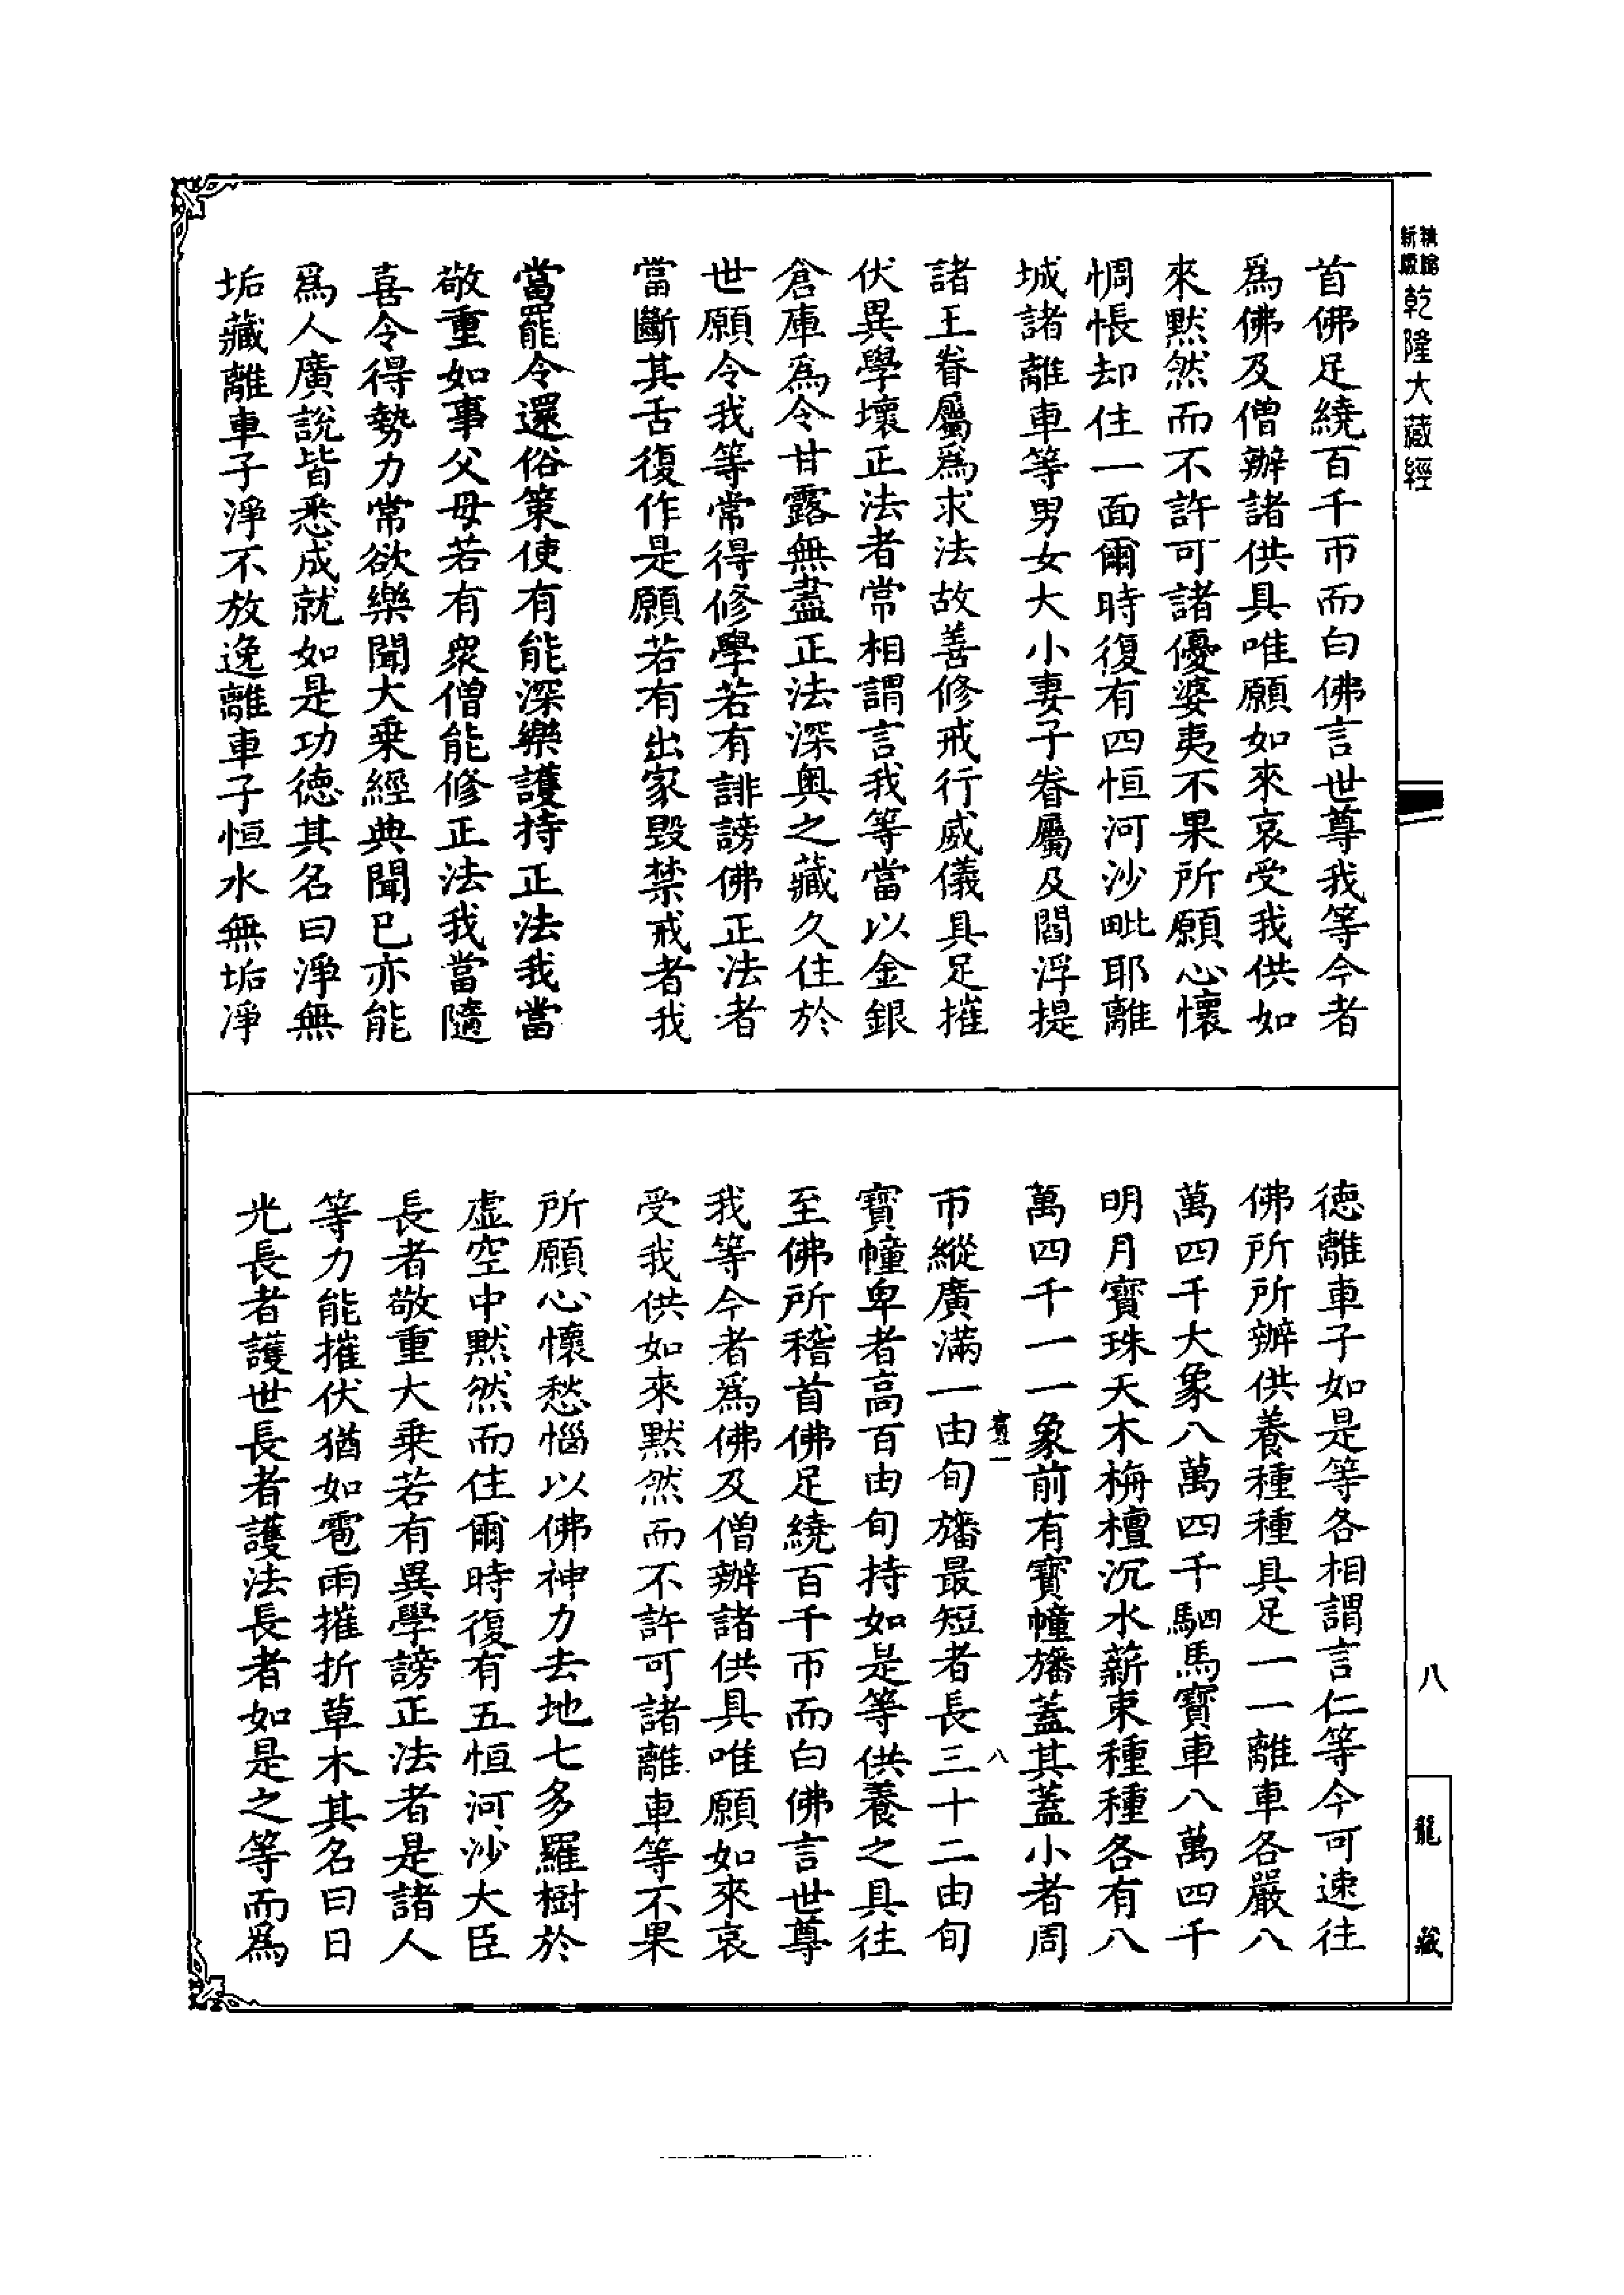 新版
乾隆大藏經
首佛足繞百千帀而白佛言世尊我等今者
爲佛及僧辦諸供具唯願如來哀受我供如
來默然而不許可諸優婆夷不果所願心懷
惆悵却住一面爾時復有四恒河沙毗耶離
城諸離車等男女大小妻子眷屬及閻浮提
諸王眷屬爲求法故善修戒行威儀具足摧
伏異學壞正法者常相謂言我等當以金銀
倉庫爲令甘露無盡正法深奧之藏久住於
世願令我等常得修學若有誹謗佛正法者
當斷其舌復作是願若有出家毀禁戒者我
當罷令還俗策使有能深樂護持正法我當
敬重如事父母若有衆僧能修正法我當隨
喜令得勢力常欲樂聞大乘經典聞已亦能
爲人廣說皆悉成就如是功德其名曰淨無
垢藏離車子淨不放逸離車子恒水無垢淨
德離車子如是等各相謂言仁等今可速往
佛所所辦供養種種具足一一離車各嚴八
萬四千大象八萬四千駟馬寶車八萬四千
明月寶珠天木栴檀沉水薪束種種各有八
萬四千一一象前有寶幢旛蓋其蓋小者周
帀縱廣滿一由旬旛最短者長三十二由旬
寶幢卑者高百由旬持如是等供養之具往
至佛所稽首佛足繞百千帀而白佛言世尊
我等今者爲佛及僧辦諸供具唯願如來哀
受我供如來默然而不許可諸離車等不果
所願心懷愁惱以佛神力去地七多羅樹於
虛空中默然而住爾時復有五恒河沙大臣
長者敬重大乘若有異學謗正法者是諸人
等力能摧伏猶如雹雨摧折草木其名曰日
光長者護世長者護法長者如是之等而爲
八
八
龍藏